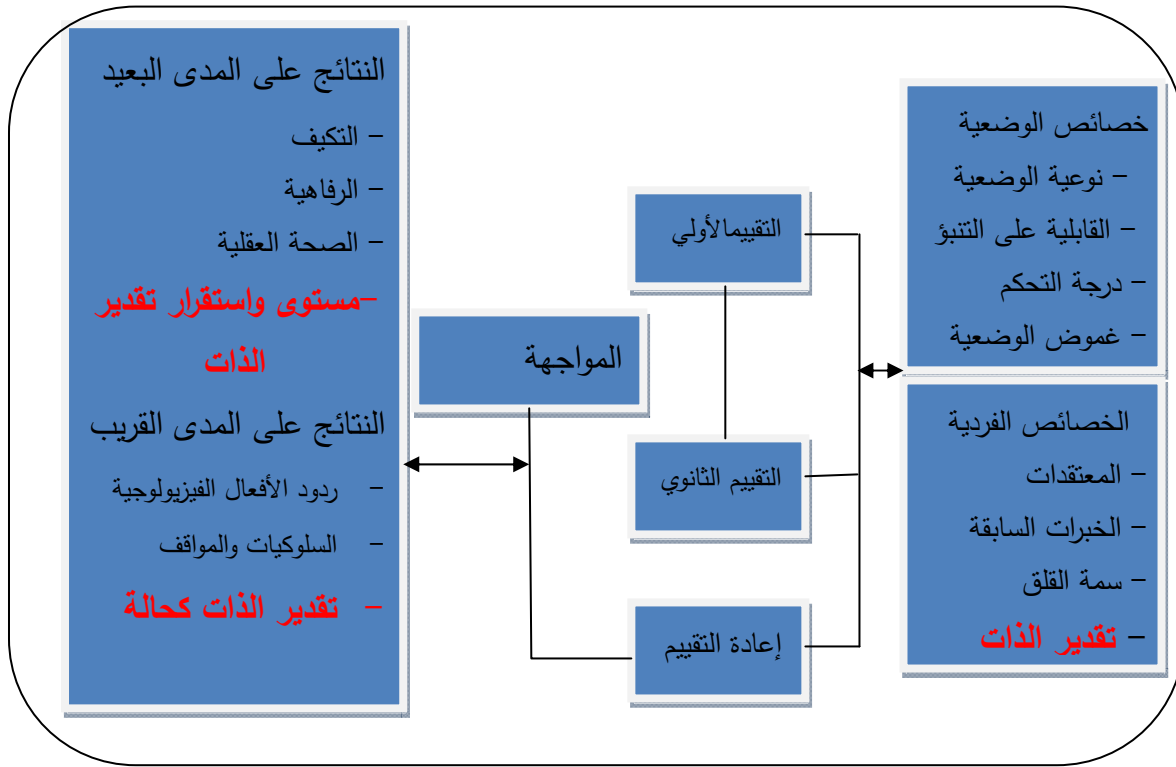 خصائص الوضعية
– نوعية الوضعية
– القابلية على التنبؤ
– درجة التحكم
– غموض الوضعية
الخصائص الفردية
– المعتقدات
– الخبرات السابقة
– سمة القلق
– تقدير الذات
التقييمالأولي
التقييم الثانوي
إعادة التقييم
المواجهة
النتائج على المدى البعيد
– التكيف
– الرفاهية
– الصحة العقلية
–مستوى واستقرار تقدير
الذات
النتائج على المدى القريب
– ردود الأفعال الفيزيولوجية
– السلوكيات والمواقف
– تقدير الذات كحالة